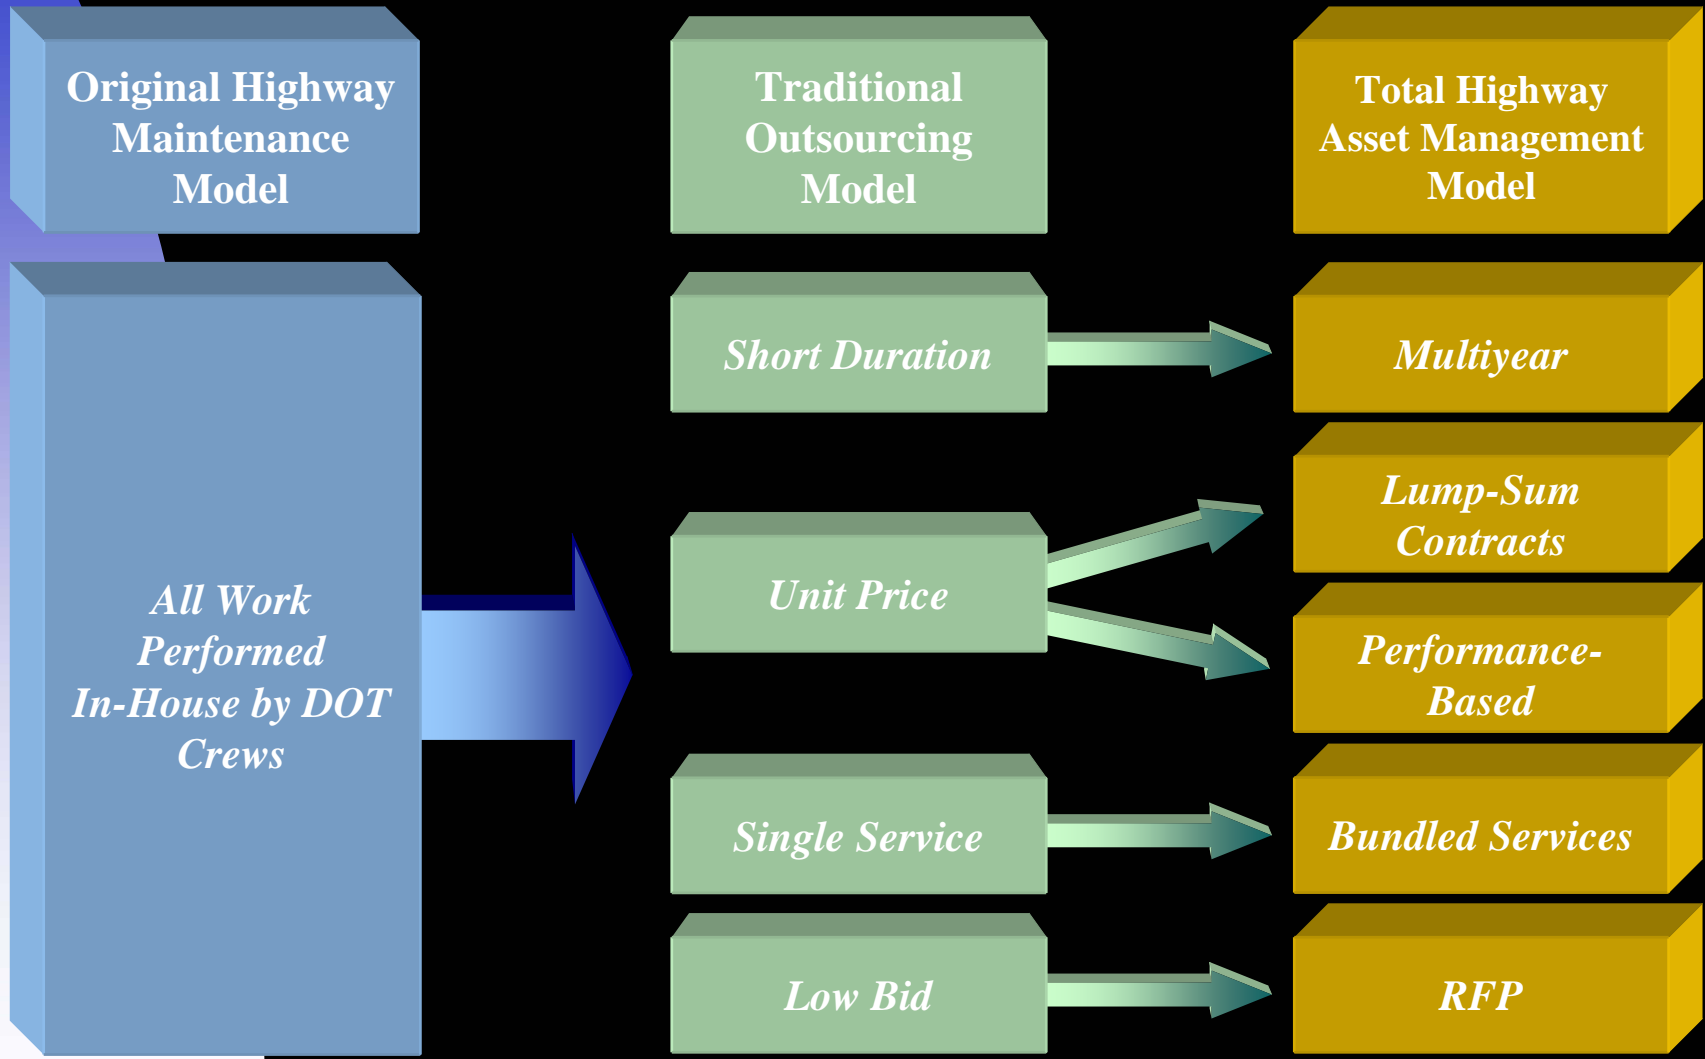 Original Highway
Maintenance
Model
Traditional
Outsourcing
Model
Total Highway
Asset Management
Model
All Work
Performed
In-House by DOT
Crews
Short Duration
Unit Price
Single Service
Low Bid
Multiyear
Lump-Sum
Contracts
Performance-
Based
Bundled Services
RFP